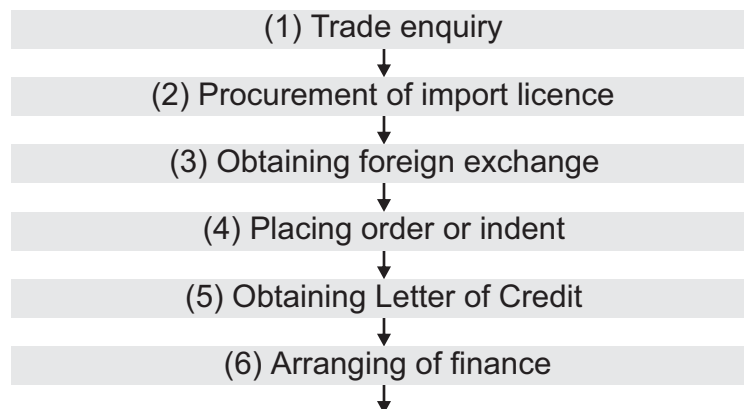 (1) Trade enquiry
(2) Procurement of import licence
(3) Obtaining foreign exchange
(4) Placing order or indent
(5) Obtaining Letter of Credit
(6) Arranging of finance